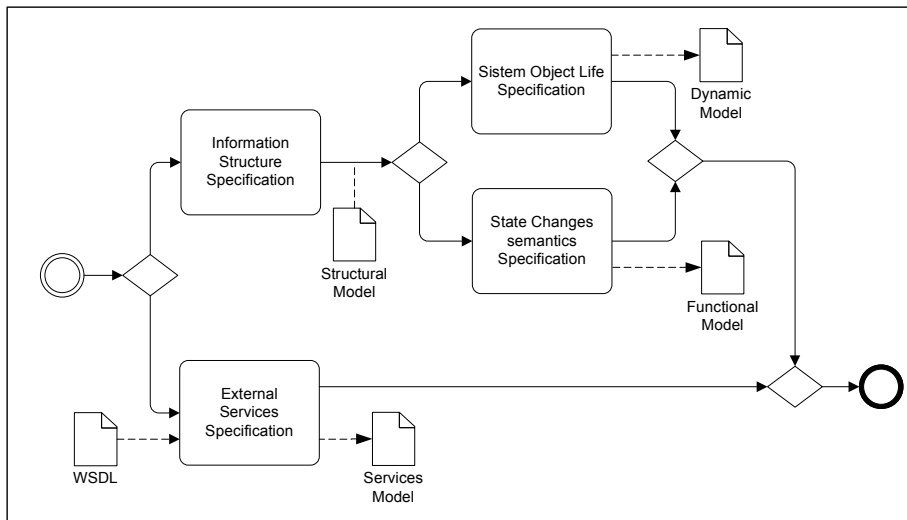 Sistem Object Life
Specification
Dynamic
Model
Information
Structure
Specification
State Changes
semantics
Specification
Structural
Model
Functional
Model
External
Services
Specification
WSDL
Services
Model